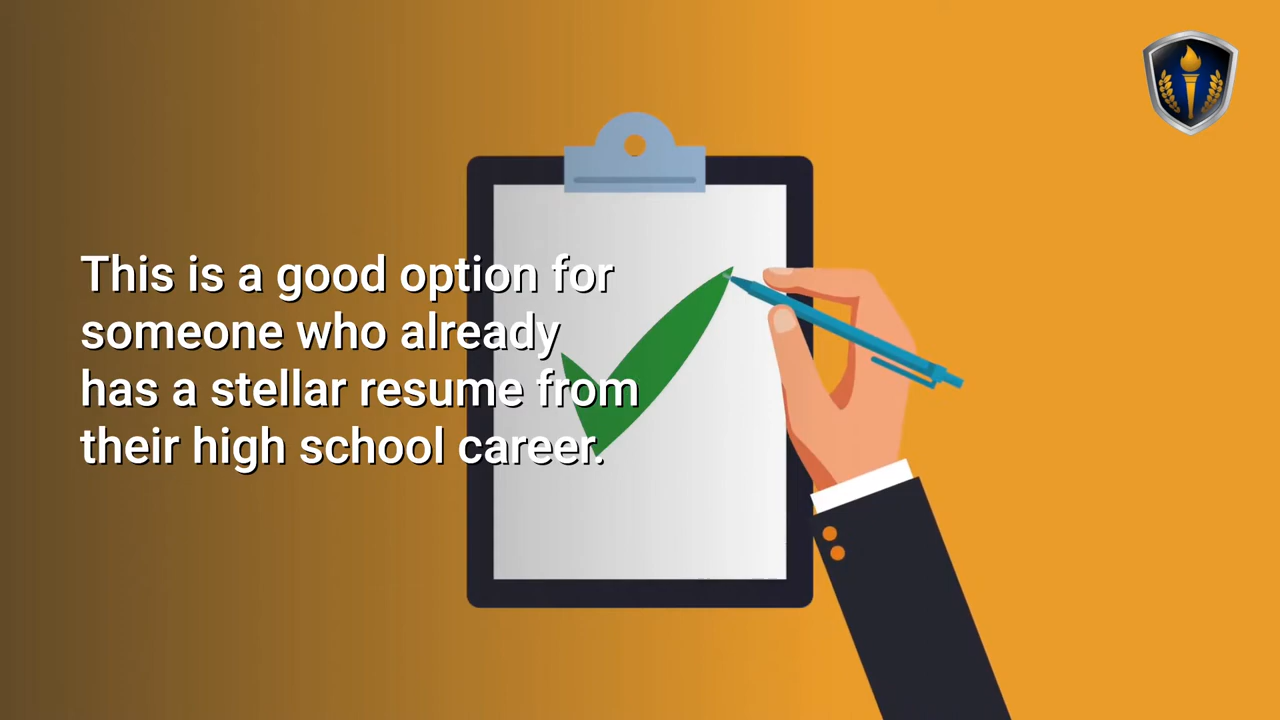 This is a good option for
someone who already
has a stellar resume from
their high school career.